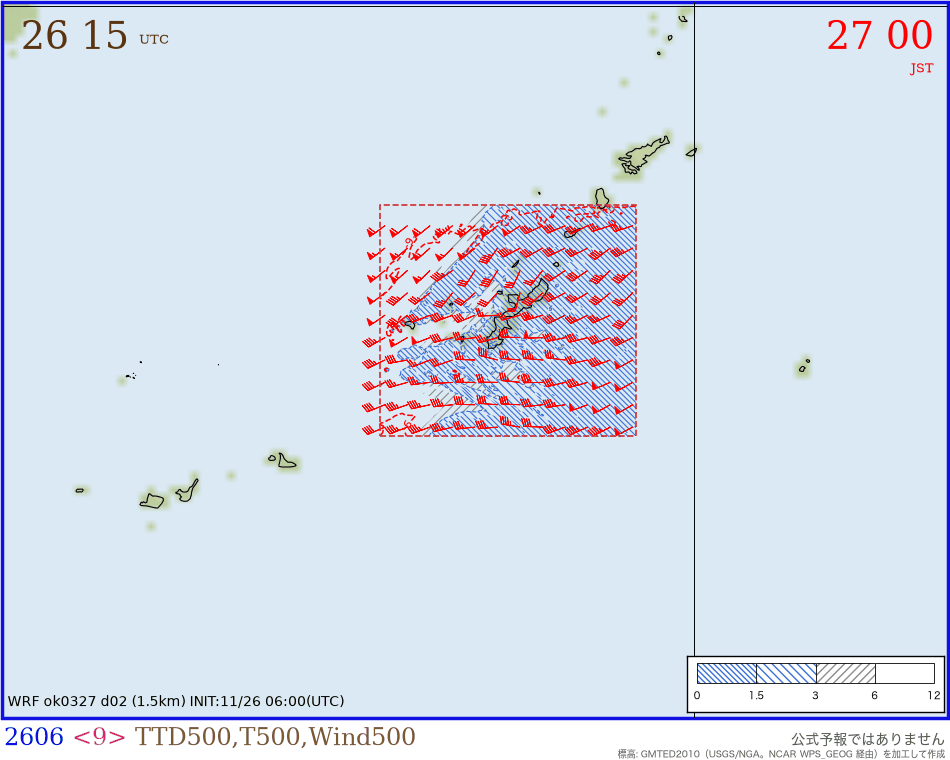 26 15 UTC
27 00
JST
0 1.5 3 6 12
WRF ok0327 d02 (1.5km) INIT:11/26 06:00(UTC)
2606 <9> TTD500,T500,Wind500
公式予報ではありません
標高: GMTED2010（USGS/NGA。NCAR WPS_GEOG 経由）を加工して作成